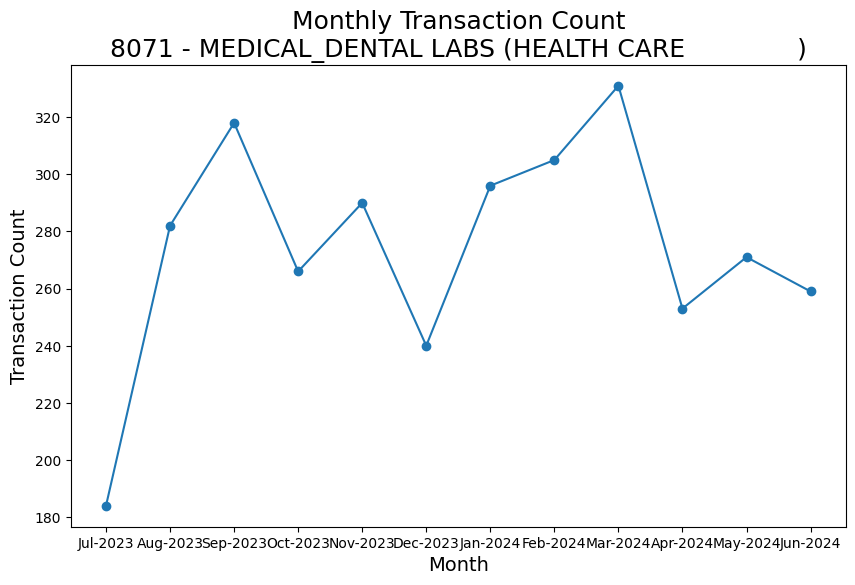 Monthly Transaction Count
8071 - MEDICAL_DENTAL LABS (HEALTH CARE               )
Transaction Count
320
300
280
260
240
220
200
180
Jul-2023 Aug-2023 Sep-2023 Oct-2023 Nov-2023 Dec-2023 Jan-2024 Feb-2024 Mar-2024 Apr-2024 May-2024 Jun-2024
Month